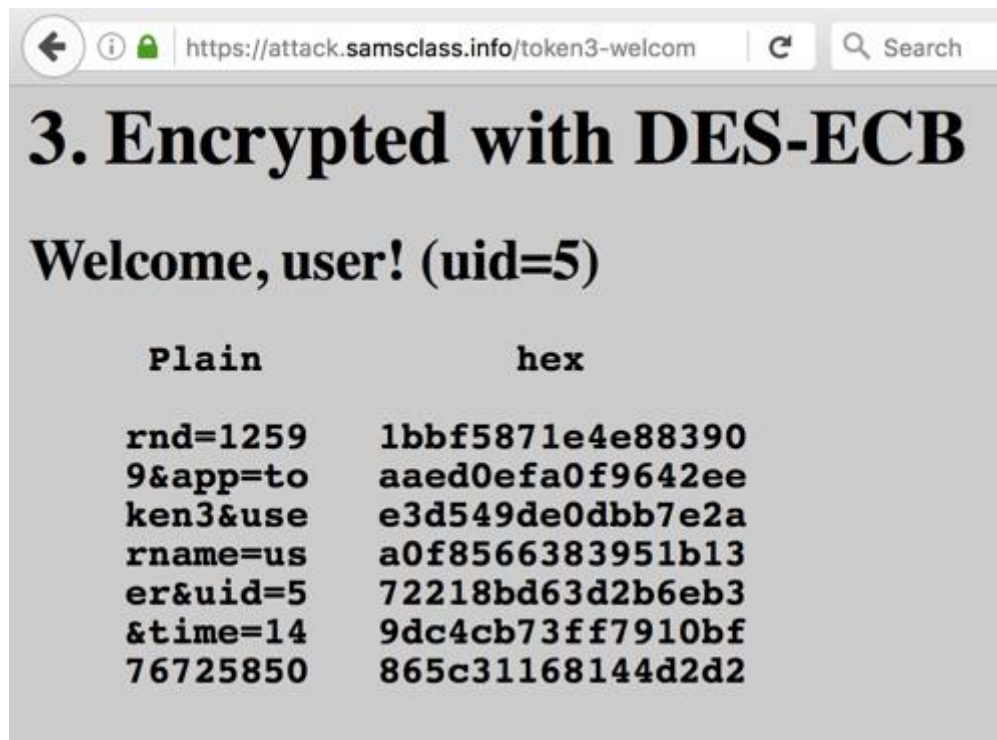 https://attack.samsclass.info/token3-welcom Search
3. Encrypted with DES-ECB
Welcome, user! (uid=5)
Plain hex
rnd=1259 1bbf5871e4e88390
9&app=to aaed0efa0f9642ee
ken3&use e3d549de0dbb7e2a
rname=us a0f8566383951b13
er&uid=5 72218bd63d2b6eb3
&time=14 9dc4cb73ff7910bf
76725850 865c31168144d2d2